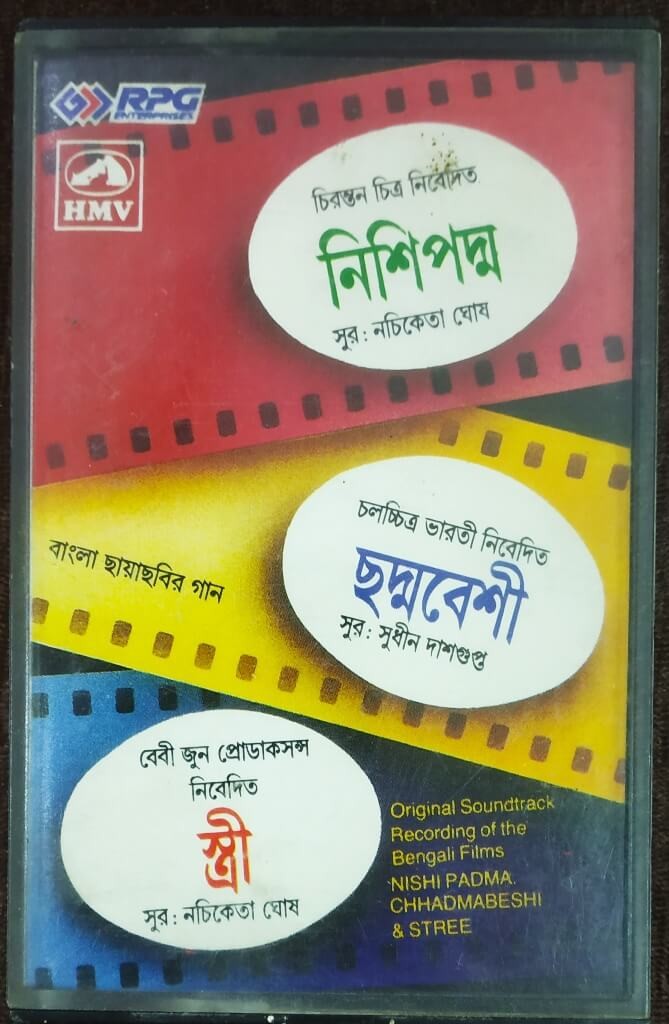 RPG
ENTERPRISES
HMV
চিরন্তন চিত্র নিবেদিত
নিশিপদ্ম
সুর: নচিকেতা ঘোষ
চলচ্চিত্র ভারতী নিবেদিত
ছদ্মবেশী
সুর: সুধীন দাশগুপ্ত
বাংলা ছায়াছবির গান
বেবী জুন প্রোডাকসন্স
নিবেদিত
স্ত্রী
সুর: নচিকেতা ঘোষ
Original Soundtrack
Recording of the
Bengali Films
NISHI PADMA.
CHHADMABESHI
& STREE